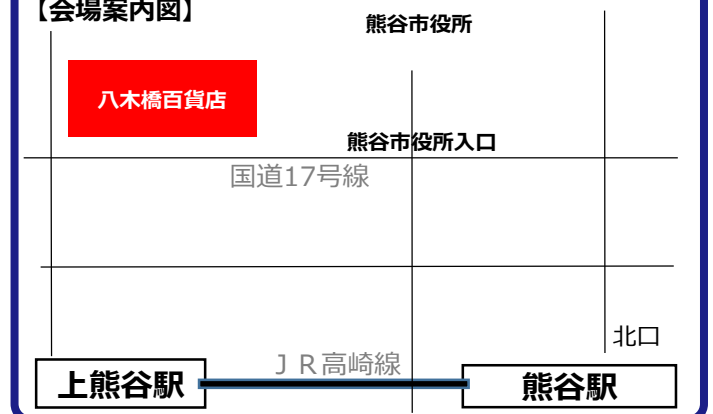 【会場案内図】
熊谷市役所
八木橋百貨店
熊谷市役所入口
国道17号線
北口
ＪＲ高崎線
上熊谷駅
熊谷駅